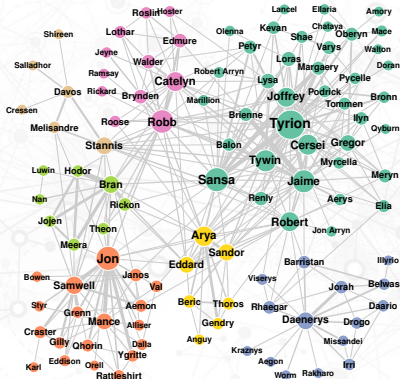 Roslin
Hoster
Lancel
Ellaria
Amory
Lothar
Edmure
Olenna
Kevan
Chataya
Shireen
Shae
Oberyn
Mace
Petyr
Varys
Walton
Jeyne
Walder
Loras
Salladhor
Ramsay
Robert Arryn
Lysa
Margaery
Doran
Catelyn
Pycelle
Davos
Rickard
Brynden
Marillion
Joffrey
Podrick
Bronn
Tommen
Cressen
Brienne
Ilyn
Melisandre
Roose
Robb
Tyrion
Qyburn
Stannis
Balon
Cersei
Gregor
Tywin
Myrcella
Luwin
Hodor
Sansa
Jaime
Meryn
Bran
Nan
Rickon
Renly
Aerys
Elia
Jojen
Theon
Robert
Jon Arryn
Meera
Arya
Sandor
Jon
Eddard
Barristan
Illyrio
Bowen
Janos
Viserys
Samwell
Val
Jorah
Belwas
Styr
Aemon
Beric
Thoros
Rhaegar
Daario
Grenn
Mance
Alliser
Gendry
Daenerys
Drogo
Craster
Gilly
Qhorin
Dalla
Anguy
Missandei
Ygritte
Kraznys
Karl
Eddison
Orell
Aegon
Irri
Rattleshirt
Worm
Rakharo